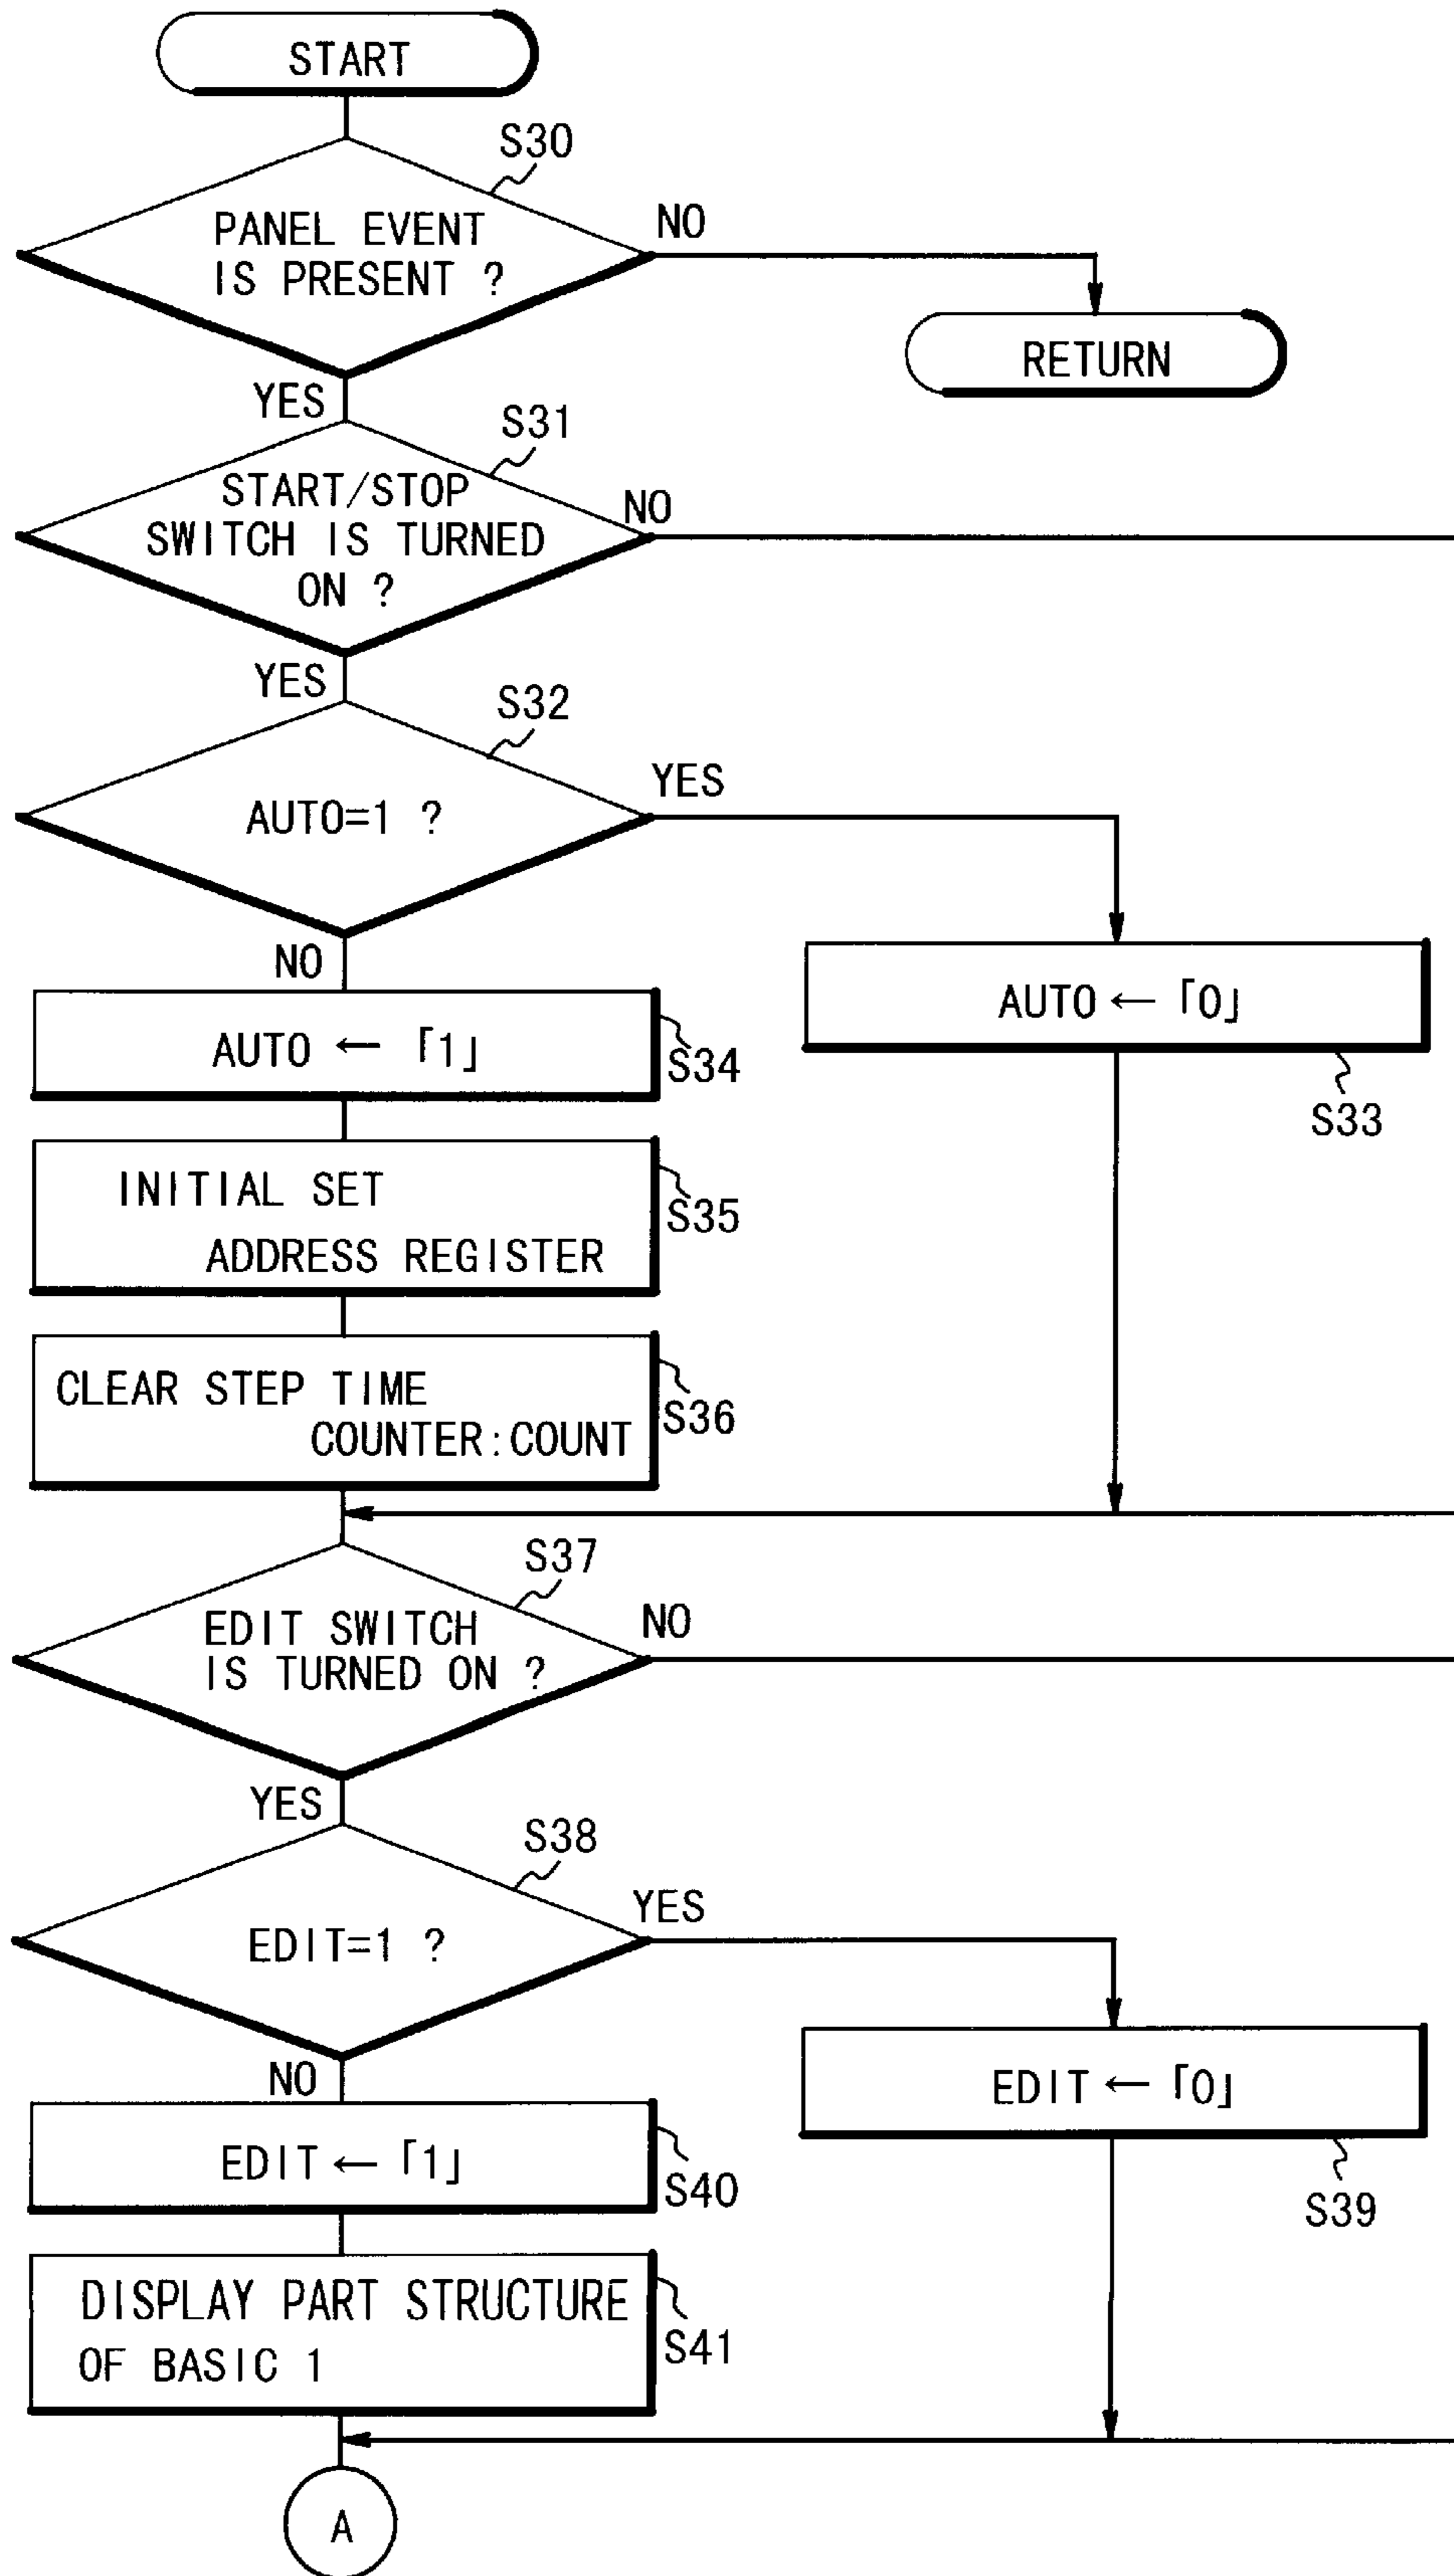 START
S30
PANEL EVENT
IS PRESENT ?
NO
RETURN
YES
S31
START/STOP
SWITCH IS TURNED
ON ?
NO
YES
S32
AUTO=1 ?
YES
NO
AUTO ← 「1」
S34
AUTO ← 「0」
S33
INITIAL SET
ADDRESS REGISTER
S35
CLEAR STEP TIME
COUNTER:COUNT
S36
S37
EDIT SWITCH
IS TURNED ON ?
NO
YES
S38
EDIT=1 ?
YES
NO
EDIT ← 「0」
S39
EDIT ← 「1」
S40
DISPLAY PART STRUCTURE
OF BASIC 1
S41
A